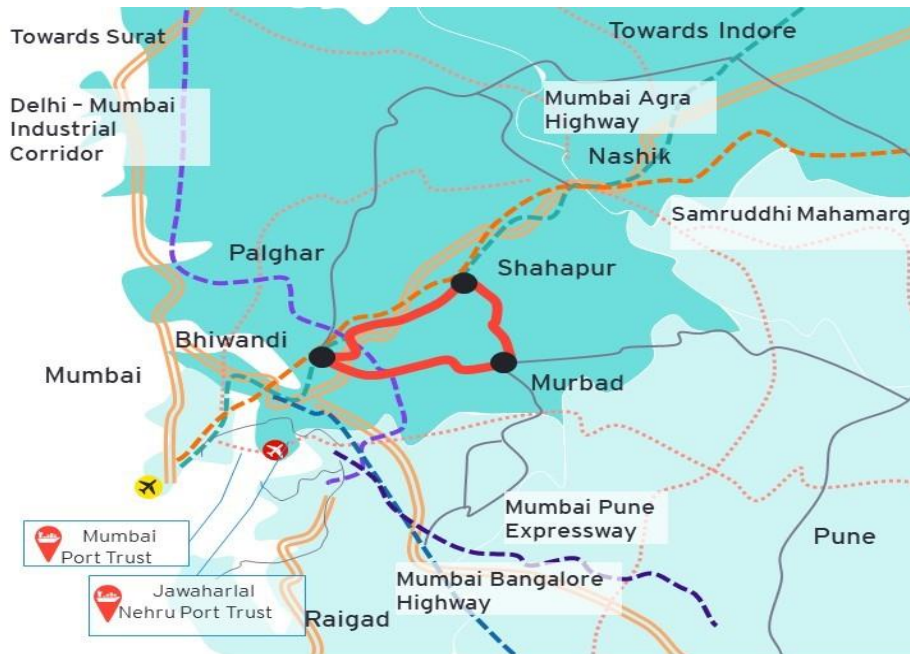 Towards Surat
Towards Indore
Delhi – Mumbai
Industrial
Corridor
Mumbai Agra
Highway
Nashik
Samruddhi Mahamarg
Palghar
Shahapur
Bhiwandi
Mumbai
Murbad
Mumbai Pune
Expressway
Pune
Mumbai
Port Trust
Mumbai Bangalore
Highway
Jawaharlal
Nehru Port Trust
Raigad